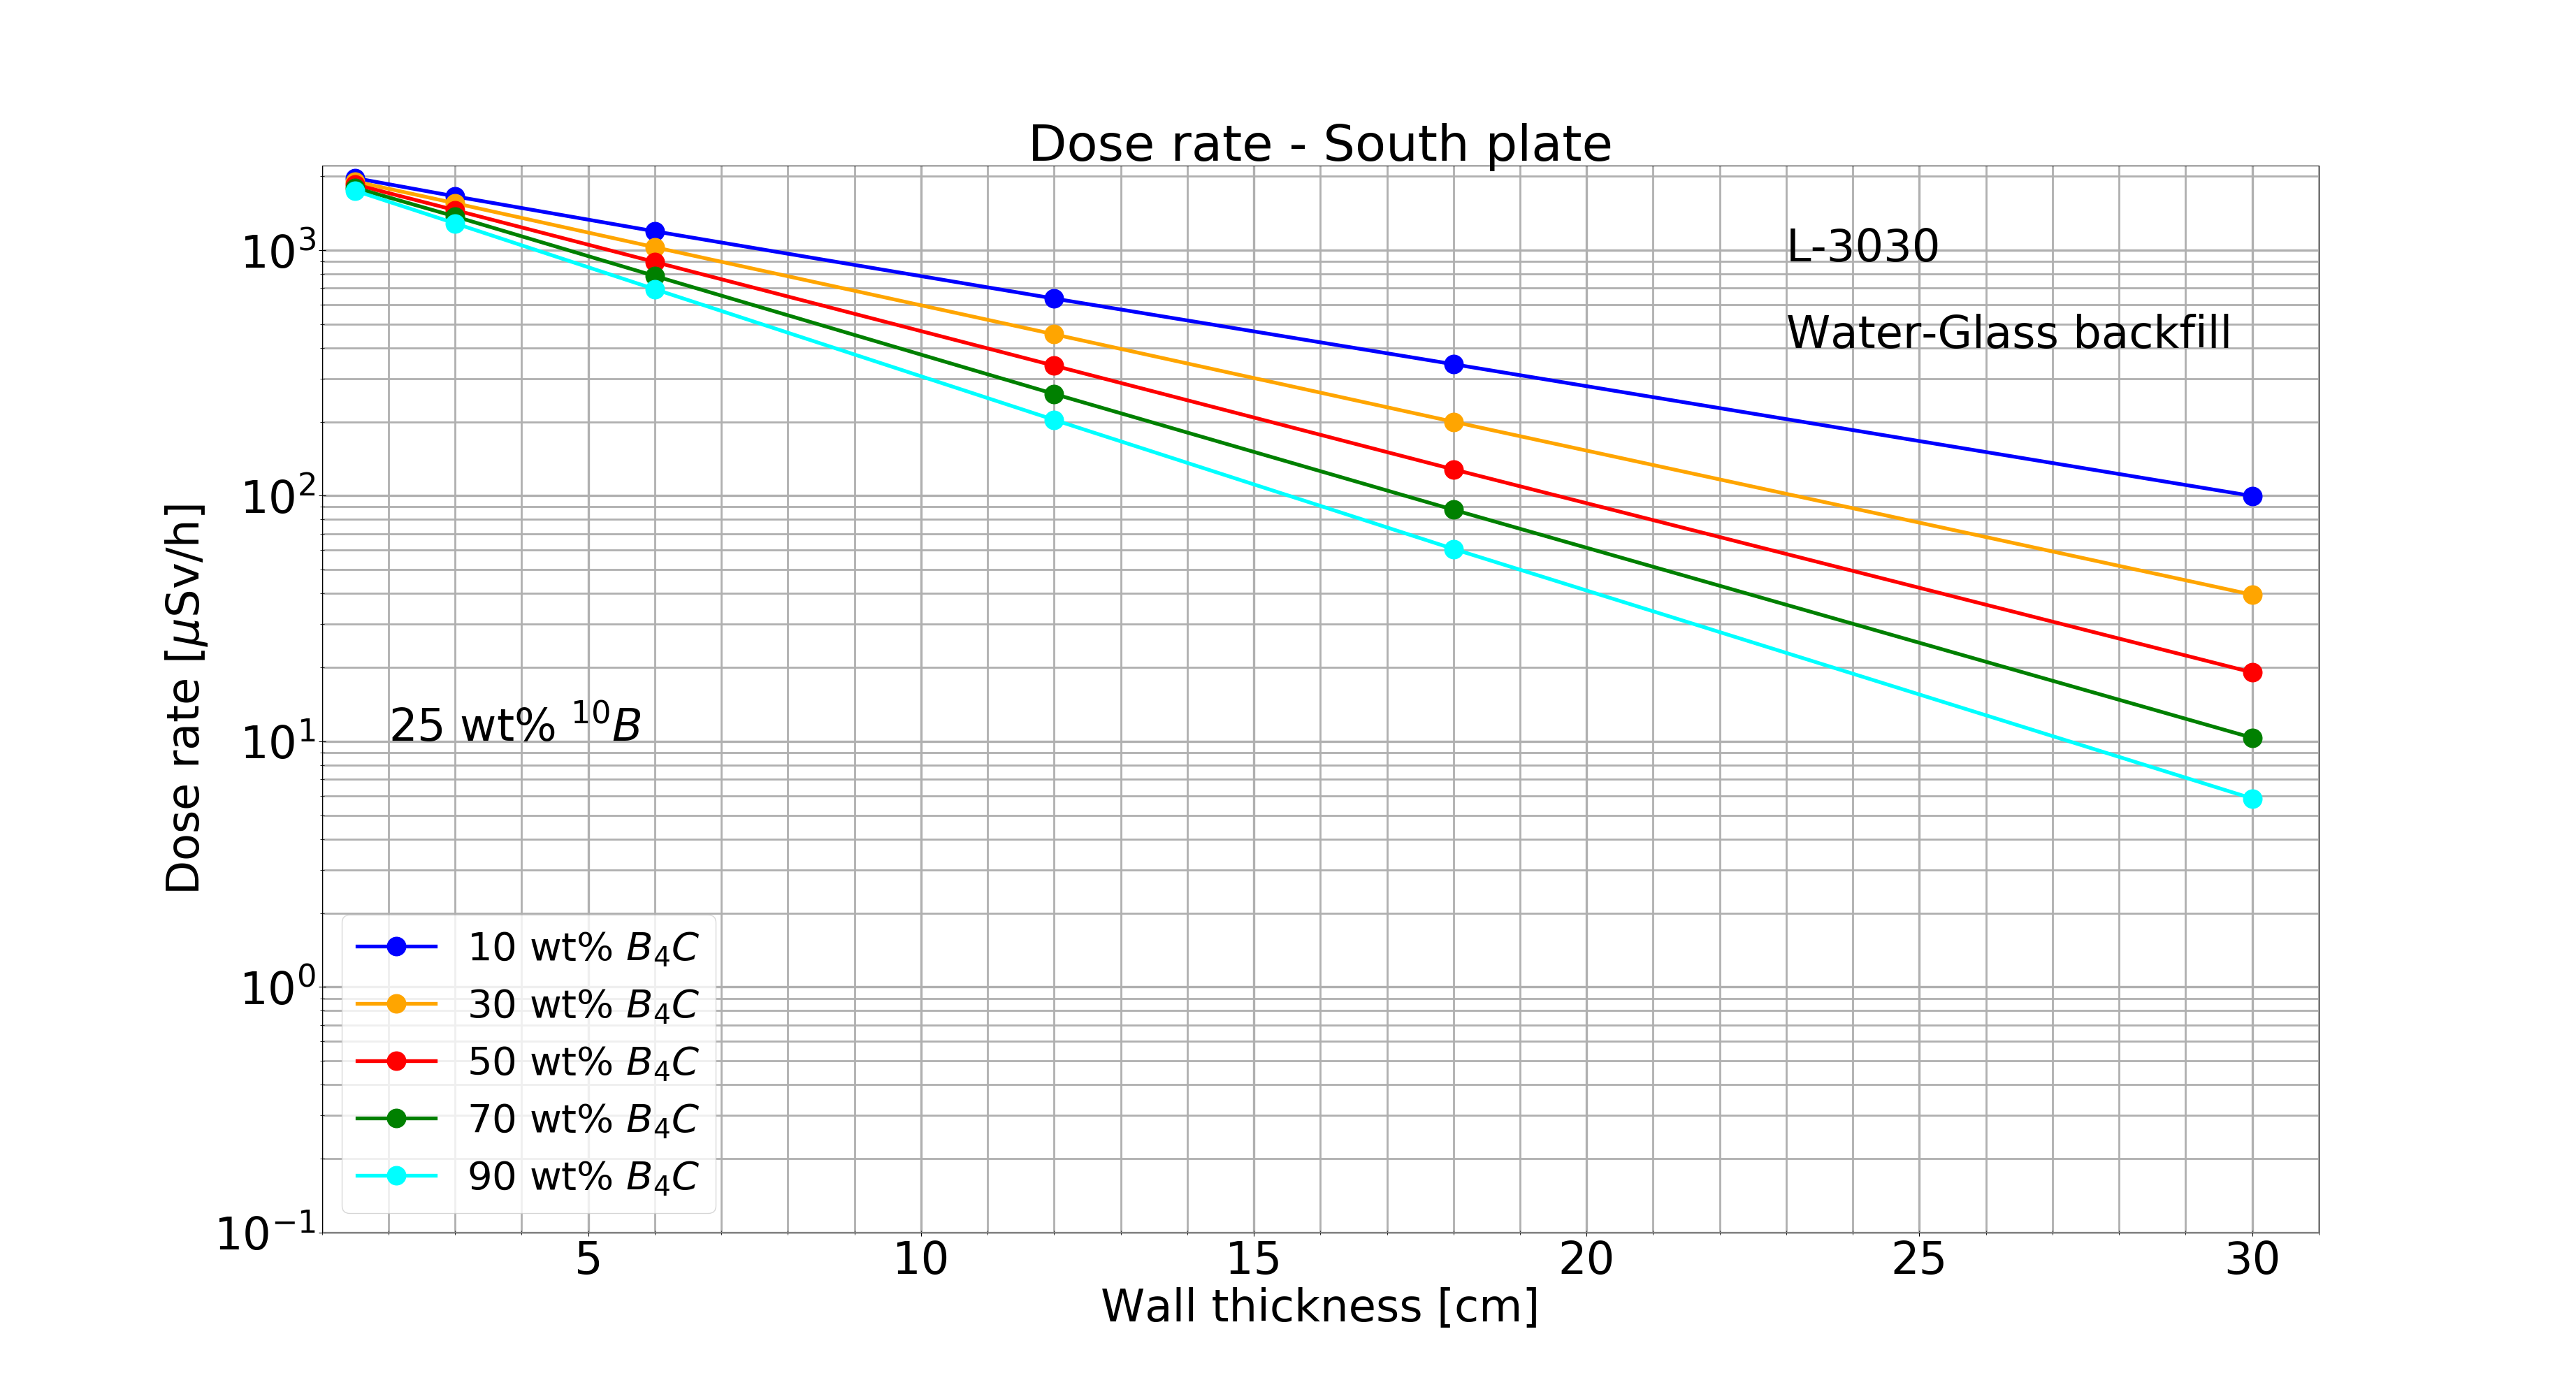 Dose rate - South plate
L-3030
Water-Glass backfill
25 wt% ¹⁰B
Dose rate [μSv/h]
10³
10²
10¹
10⁰
10⁻¹
10 wt% B₄C
30 wt% B₄C
50 wt% B₄C
70 wt% B₄C
90 wt% B₄C
5 10 15 20 25 30
Wall thickness [cm]